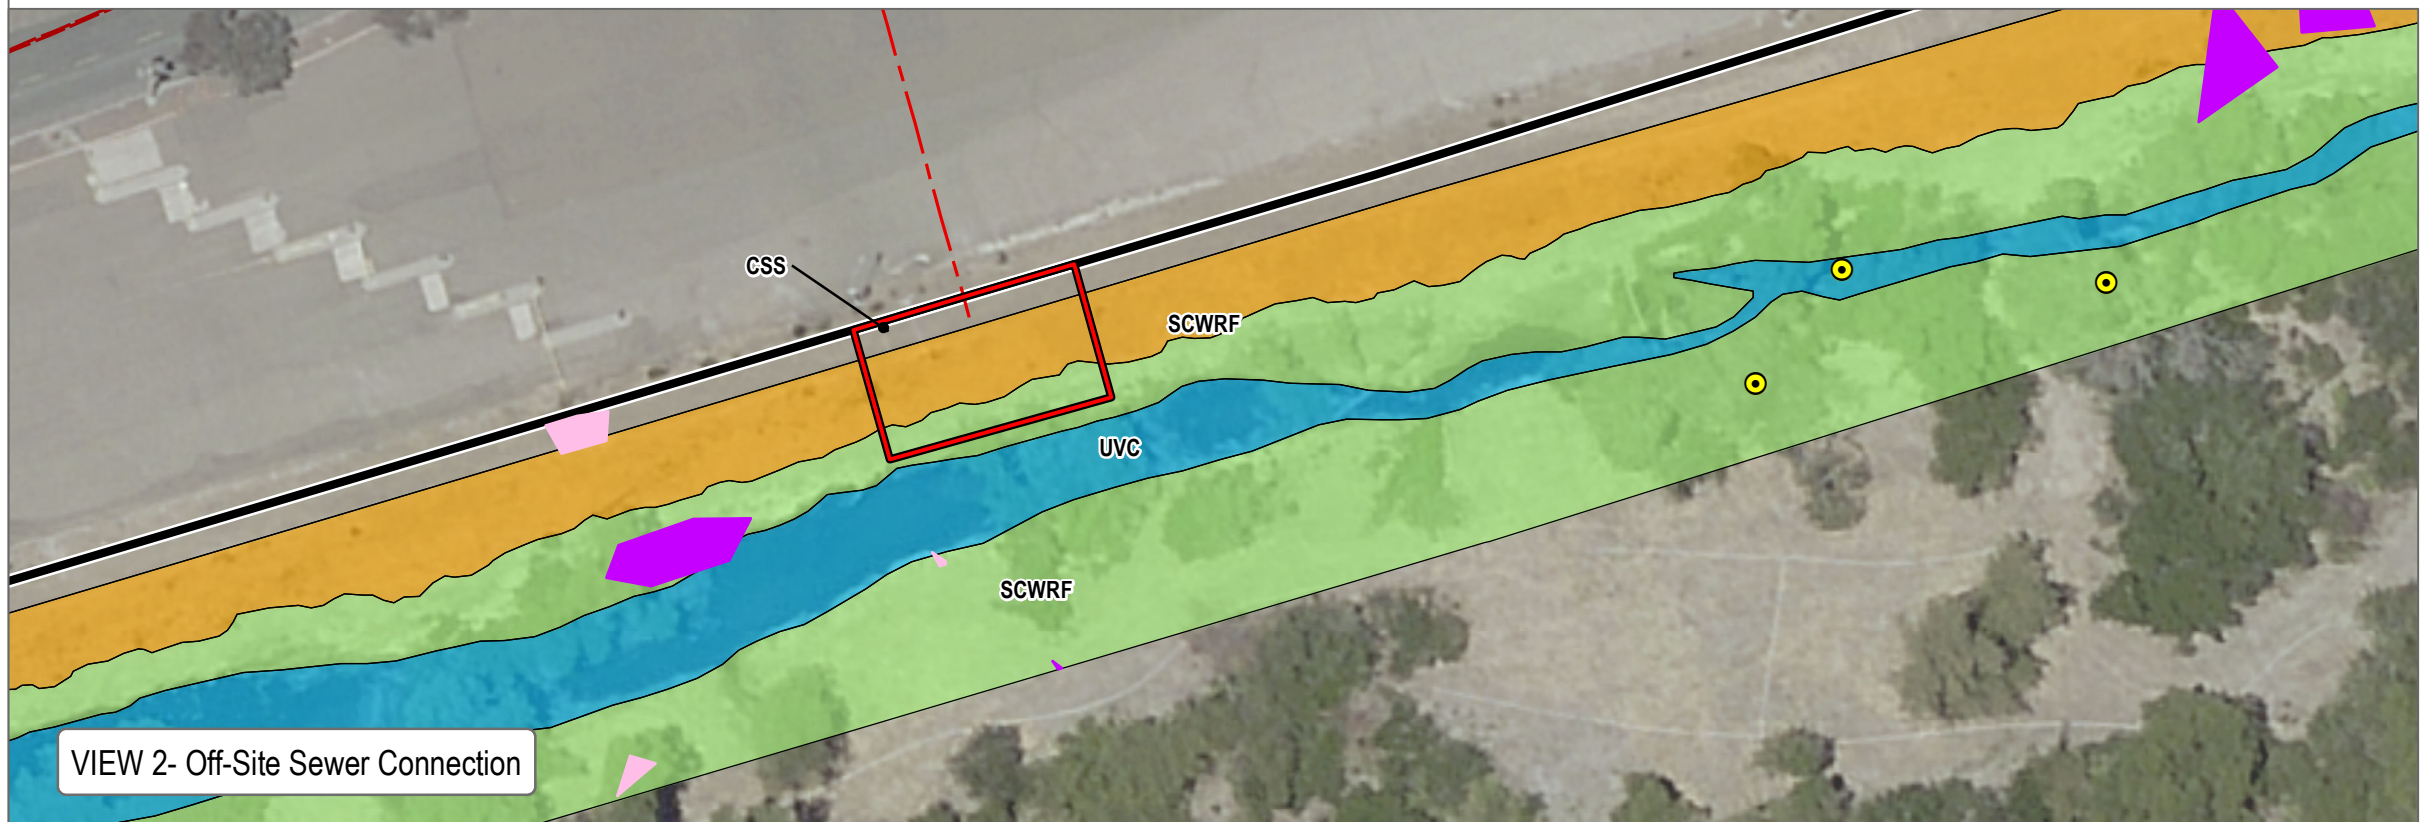 CSS
SCWRF
UVC
SCWRF
VIEW 2- Off-Site Sewer Connection